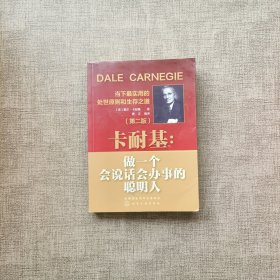 DALE CARNEGIE
当下最实用的
处世原则和生存之道
（第二版）
卡耐基：
做一个
会说话会办事的
聪明人